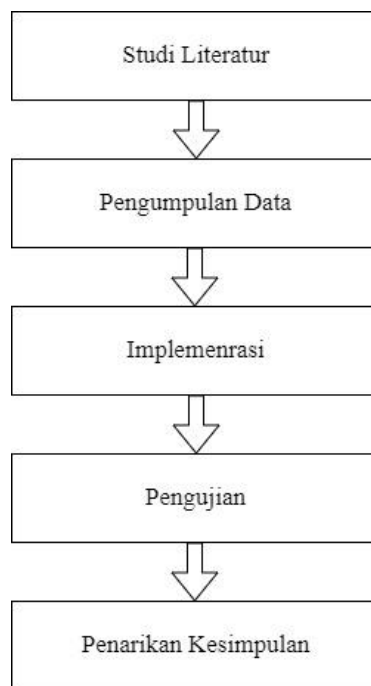 Studi Literatur
Pengumpulan Data
Implemenrasi
Pengujian
Penarikan Kesimpulan